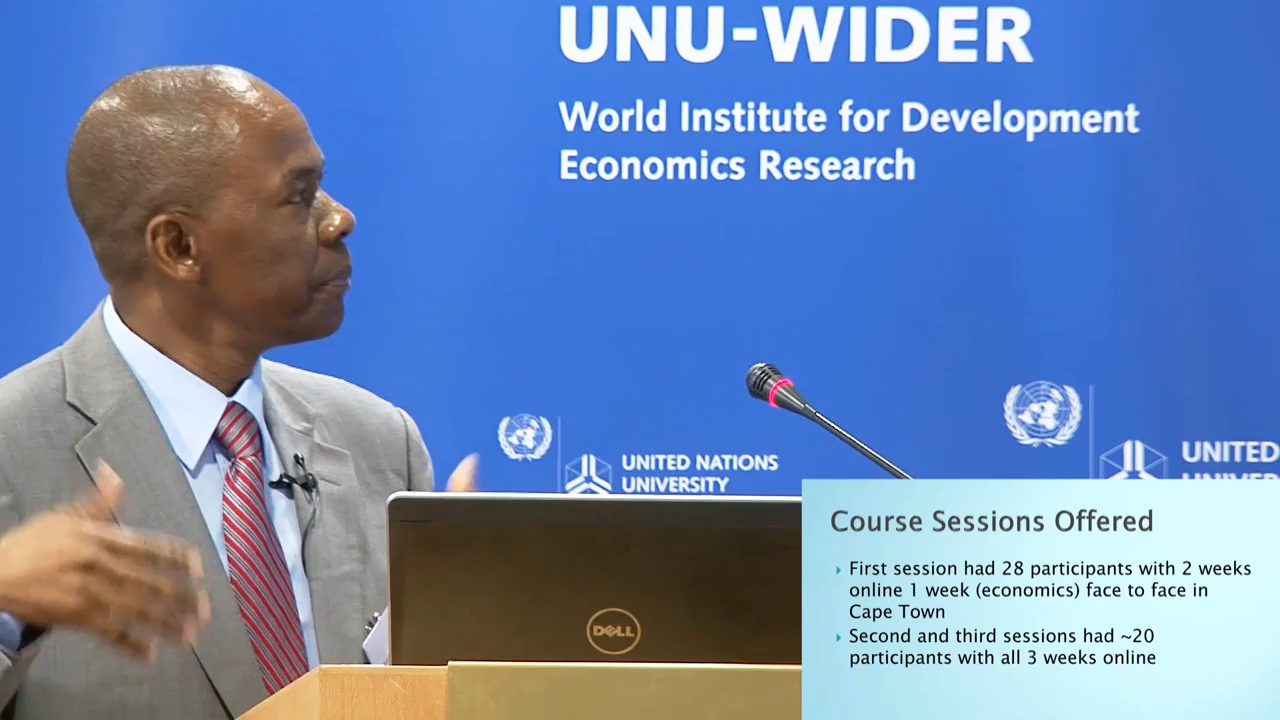 UNU-WIDER
World Institute for Development
Economics Research
UNITED NATIONS
UNIVERSITY
UNITED
UNIVER
DELL
Course Sessions Offered
First session had 28 participants with 2 weeks
online 1 week (economics) face to face in
Cape Town
Second and third sessions had ~20
participants with all 3 weeks online